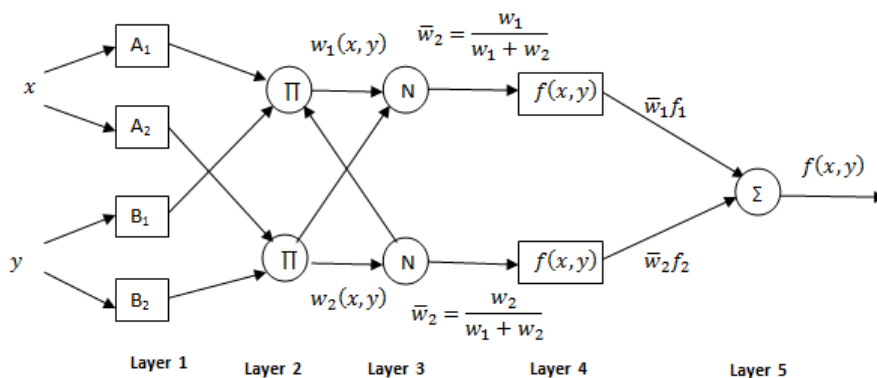 A₁
w₁(x, y)
w̅₂ = w₁ / (w₁ + w₂)
x
∏
N
f(x, y)
w̅₁f₁
A₂
f(x, y)
Σ
B₁
y
∏
N
f(x, y)
w̅₂f₂
B₂
w₂(x, y)
w̅₂ = w₂ / (w₁ + w₂)
Layer 1
Layer 2
Layer 3
Layer 4
Layer 5